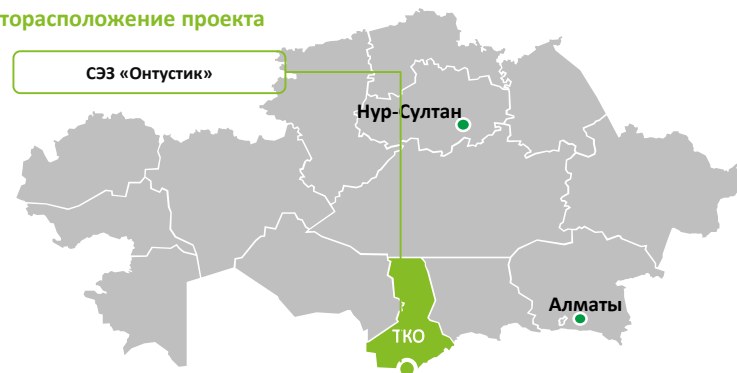 торасположение проекта
СЭЗ «Онтустик»
Нур-Султан
Алматы
ТКО